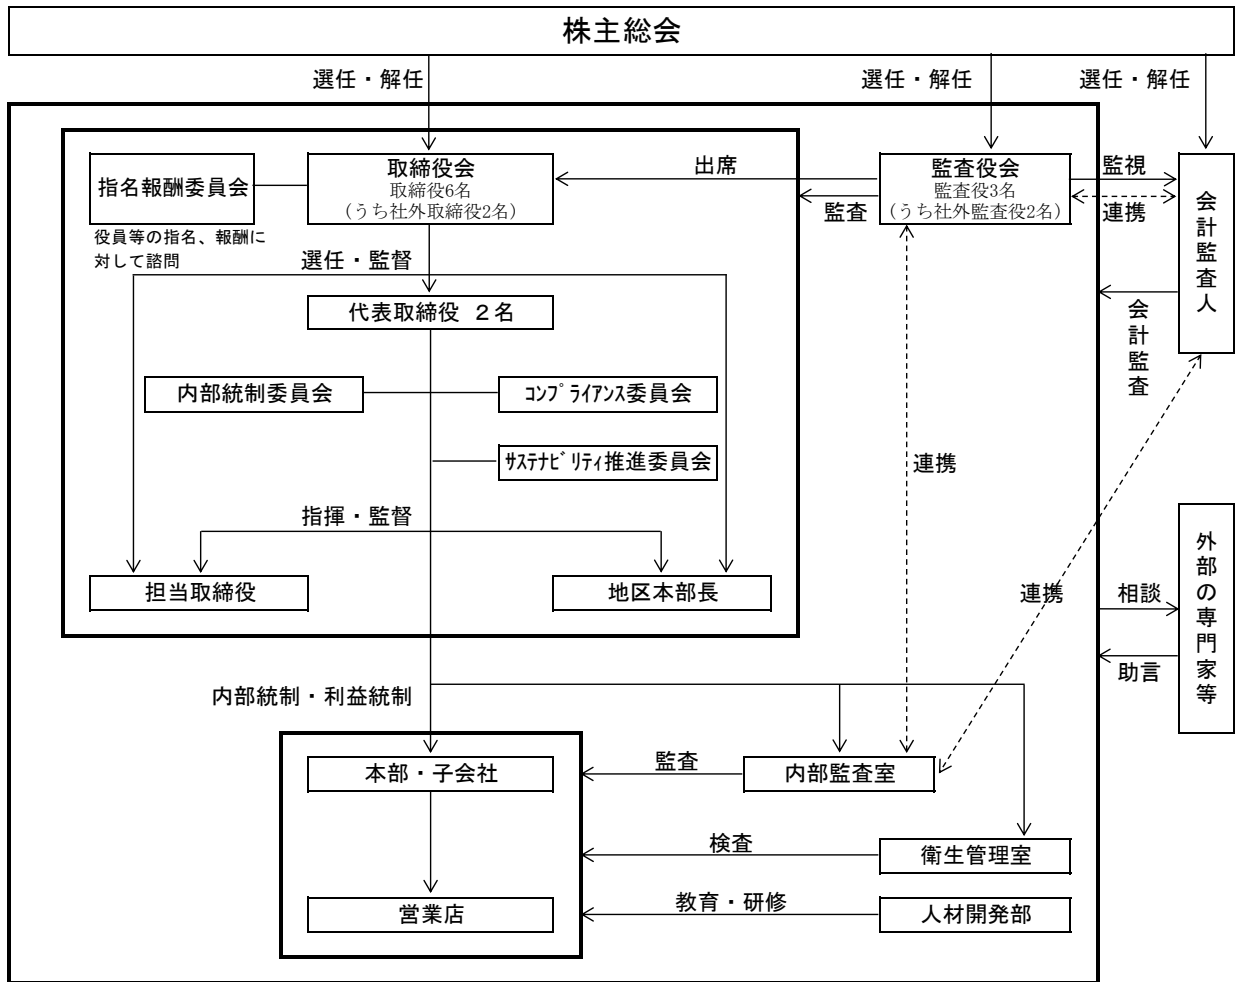 株主総会
選任・解任
選任・解任
選任・解任
指名報酬委員会
役員等の指名、報酬に
対して諮問
取締役会
取締役6名
（うち社外取締役2名）
出席
監査
監査役会
監査役3名
（うち社外監査役2名）
監視
連携
会計監査人
会計監査
選任・監督
代表取締役　２名
内部統制委員会
ｺﾝﾌﾟﾗｲｱﾝｽ委員会
ｻｽﾃﾅﾋﾞﾘﾃｨ推進委員会
連携
指揮・監督
担当取締役
地区本部長
連携
相談
助言
外部の専門家等
内部統制・利益統制
本部・子会社
監査
内部監査室
検査
衛生管理室
営業店
教育・研修
人材開発部